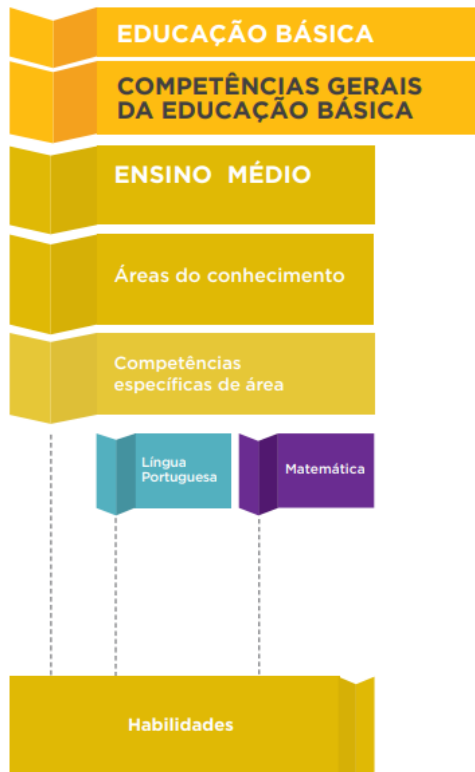 EDUCAÇÃO BÁSICA
COMPETÊNCIAS GERAIS
DA EDUCAÇÃO BÁSICA
ENSINO MÉDIO
Áreas do conhecimento
Competências
específicas de área
Língua
Portuguesa
Matemática
Habilidades